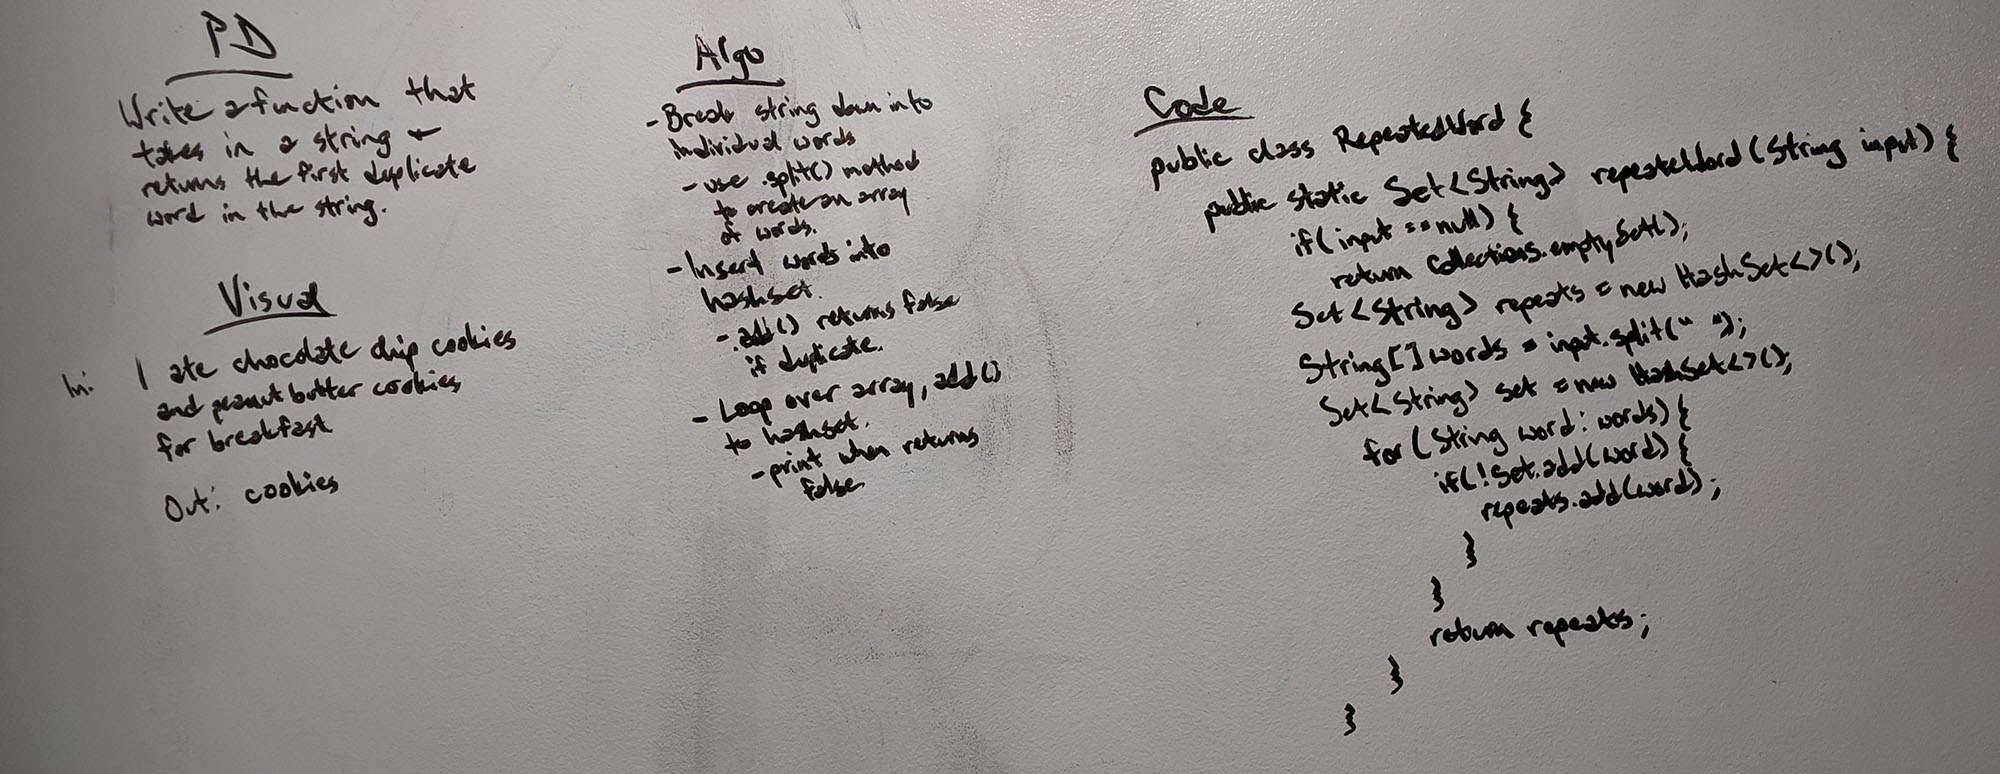 PD
Write a function that
takes in a string &
returns the first duplicate
word in the string.
Visual
In: I ate chocolate chip cookies
and peanut butter cookies
for breakfast
Out: cookies
Algo
- Break string down into
individual words
- use .split() method
to create an array
of words.
- Insert words into
hashset.
- .add() returns false
if duplicate.
- Loop over array, add()
to hashset.
- print when returns
false
Code
public class RepeatedWord {
public static Set<String> repeatedWord (String input) {
if( input == null) {
return Collections.emptySet();
Set<String> repeats = new HashSet<>();
String[] words = input.split(" ");
Set<String> set = new HashSet<>();
for (String word: words) {
if(!set.add(word) {
repeats.add(word);
}
}
return repeats;
}
}